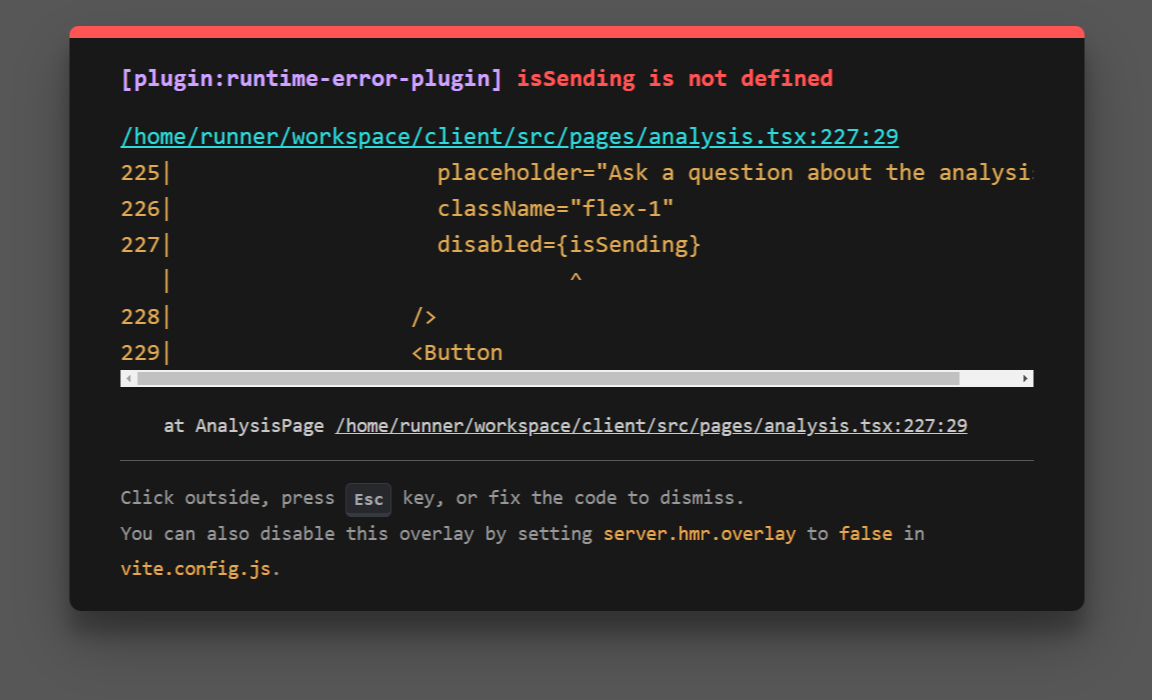 [plugin:runtime-error-plugin] isSending is not defined
/home/runner/workspace/client/src/pages/analysis.tsx:227:29
225|                    placeholder="Ask a question about the analysi
226|                    className="flex-1"
227|                    disabled={isSending}
   |                              ^
228|                  />
229|                  <Button
at AnalysisPage /home/runner/workspace/client/src/pages/analysis.tsx:227:29
Click outside, press Esc key, or fix the code to dismiss.
You can also disable this overlay by setting server.hmr.overlay to false in
vite.config.js.